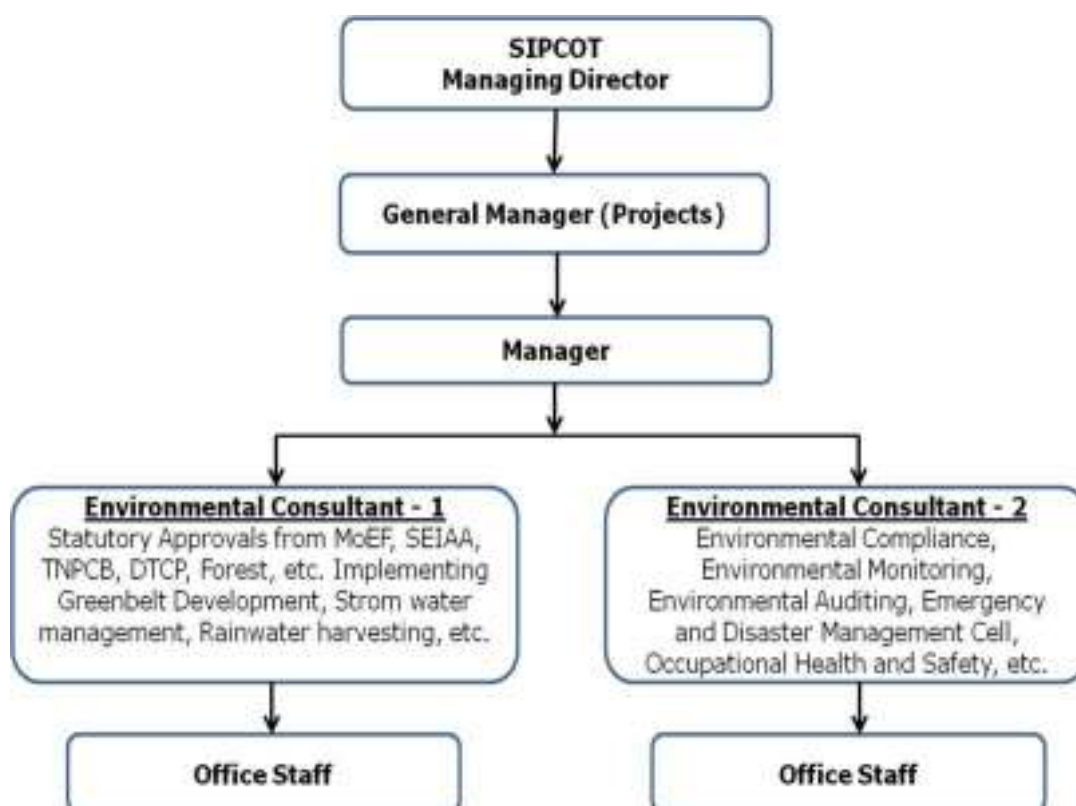 SIPCOT
Managing Director
General Manager (Projects)
Manager
Environmental Consultant - 1
Statutory Approvals from MoEF, SEIAA,
TNPCB, DTCP, Forest, etc. Implementing
Greenbelt Development, Strom water
management, Rainwater harvesting, etc.
Environmental Consultant - 2
Environmental Compliance,
Environmental Monitoring,
Environmental Auditing, Emergency
and Disaster Management Cell,
Occupational Health and Safety, etc.
Office Staff
Office Staff